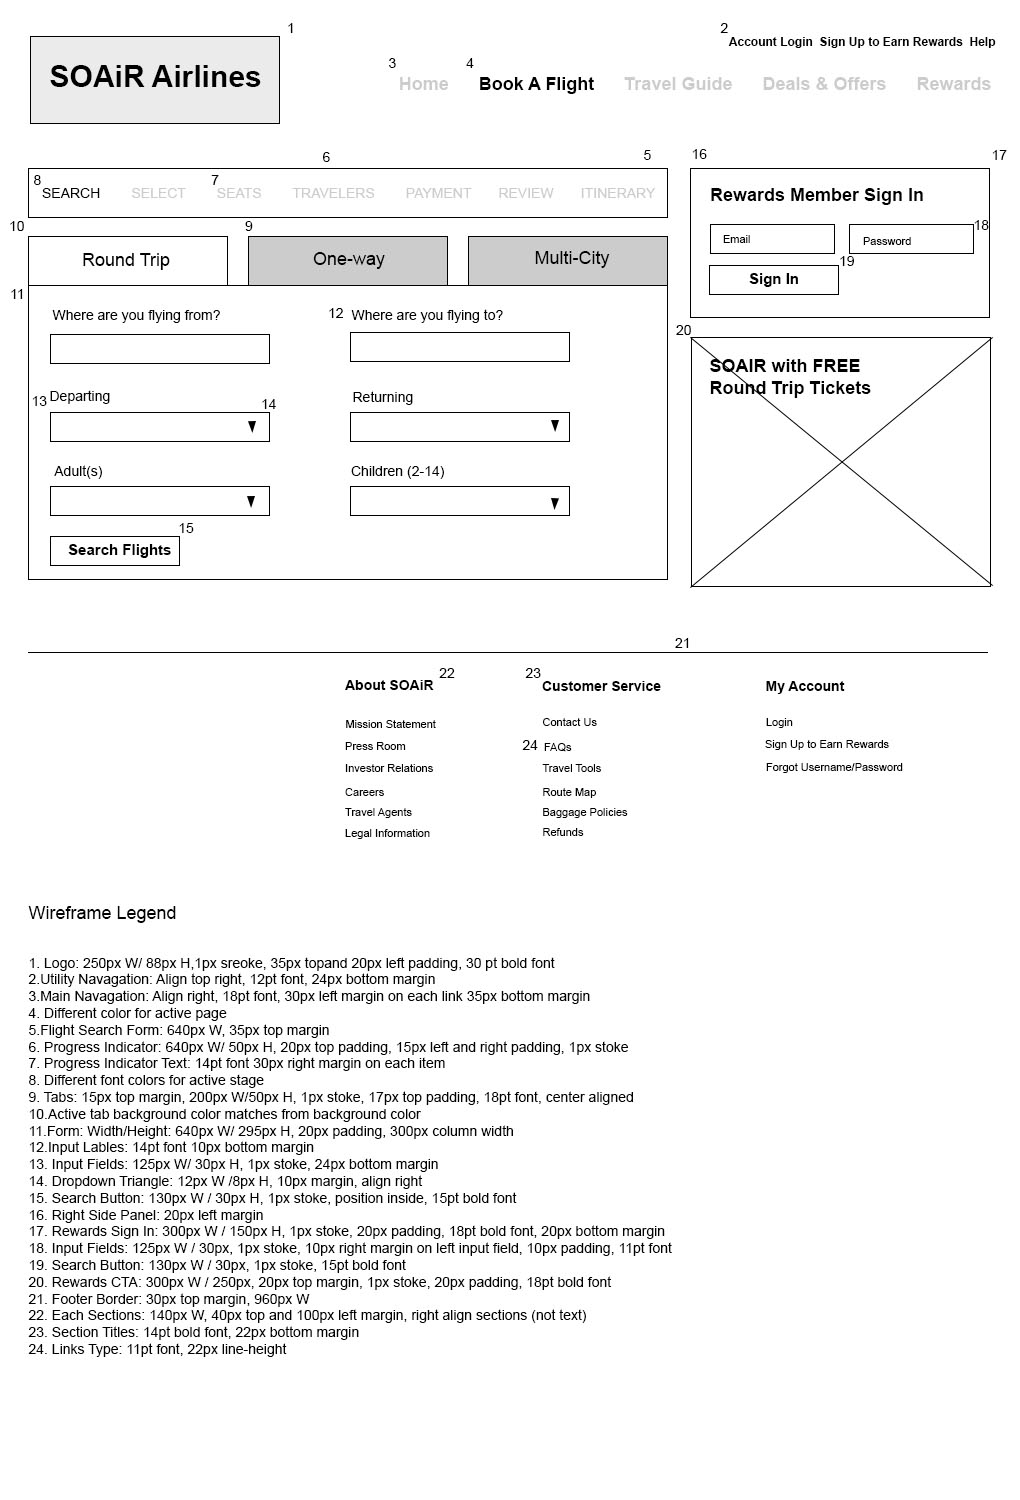 1
2
Account Login  Sign Up to Earn Rewards  Help
SOAiR Airlines
3
4
Home  Book A Flight  Travel Guide  Deals & Offers  Rewards
6
5
8
7
SEARCH  SELECT  SEATS  TRAVELERS  PAYMENT  REVIEW  ITINERARY
10
9
Round Trip  One-way  Multi-City
11
Where are you flying from?
12
Where are you flying to?
13
Departing
14
Returning
Adult(s)
Children (2-14)
15
Search Flights
16
17
Rewards Member Sign In
18
Email
Password
19
Sign In
20
SOAIR with FREE
Round Trip Tickets
21
22
23
About SOAiR
Mission Statement
Press Room
Investor Relations
Careers
Travel Agents
Legal Information
Customer Service
Contact Us
24
FAQs
Travel Tools
Route Map
Baggage Policies
Refunds
My Account
Login
Sign Up to Earn Rewards
Forgot Username/Password
Wireframe Legend
1. Logo: 250px W/ 88px H,1px sreoke, 35px topand 20px left padding, 30 pt bold font
2.Utility Navagation: Align top right, 12pt font, 24px bottom margin
3.Main Navagation: Align right, 18pt font, 30px left margin on each link 35px bottom margin
4. Different color for active page
5.Flight Search Form: 640px W, 35px top margin
6. Progress Indicator: 640px W/ 50px H, 20px top padding, 15px left and right padding, 1px stoke
7. Progress Indicator Text: 14pt font 30px right margin on each item
8. Different font colors for active stage
9. Tabs: 15px top margin, 200px W/50px H, 1px stoke, 17px top padding, 18pt font, center aligned
10.Active tab background color matches from background color
11.Form: Width/Height: 640px W/ 295px H, 20px padding, 300px column width
12.Input Lables: 14pt font 10px bottom margin
13. Input Fields: 125px W/ 30px H, 1px stoke, 24px bottom margin
14. Dropdown Triangle: 12px W /8px H, 10px margin, align right
15. Search Button: 130px W / 30px H, 1px stoke, position inside, 15pt bold font
16. Right Side Panel: 20px left margin
17. Rewards Sign In: 300px W / 150px H, 1px stoke, 20px padding, 18pt bold font, 20px bottom margin
18. Input Fields: 125px W / 30px, 1px stoke, 10px right margin on left input field, 10px padding, 11pt font
19. Search Button: 130px W / 30px, 1px stoke, 15pt bold font
20. Rewards CTA: 300px W / 250px, 20px top margin, 1px stoke, 20px padding, 18pt bold font
21. Footer Border: 30px top margin, 960px W
22. Each Sections: 140px W, 40px top and 100px left margin, right align sections (not text)
23. Section Titles: 14pt bold font, 22px bottom margin
24. Links Type: 11pt font, 22px line-height